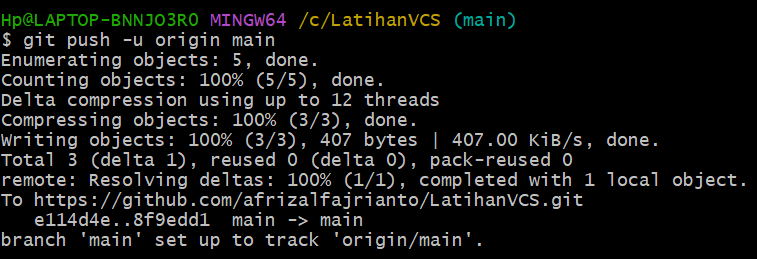 Hp@LAPTOP-BNNJO3R0 MINGW64 /c/LatihanVCS (main)
$ git push -u origin main
Enumerating objects: 5, done.
Counting objects: 100% (5/5), done.
Delta compression using up to 12 threads
Compressing objects: 100% (3/3), done.
Writing objects: 100% (3/3), 407 bytes | 407.00 KiB/s, done.
Total 3 (delta 1), reused 0 (delta 0), pack-reused 0
remote: Resolving deltas: 100% (1/1), completed with 1 local object.
To https://github.com/afrizalfajrianto/LatihanVCS.git
   e114d4e..8f9edd1  main -> main
branch 'main' set up to track 'origin/main'.